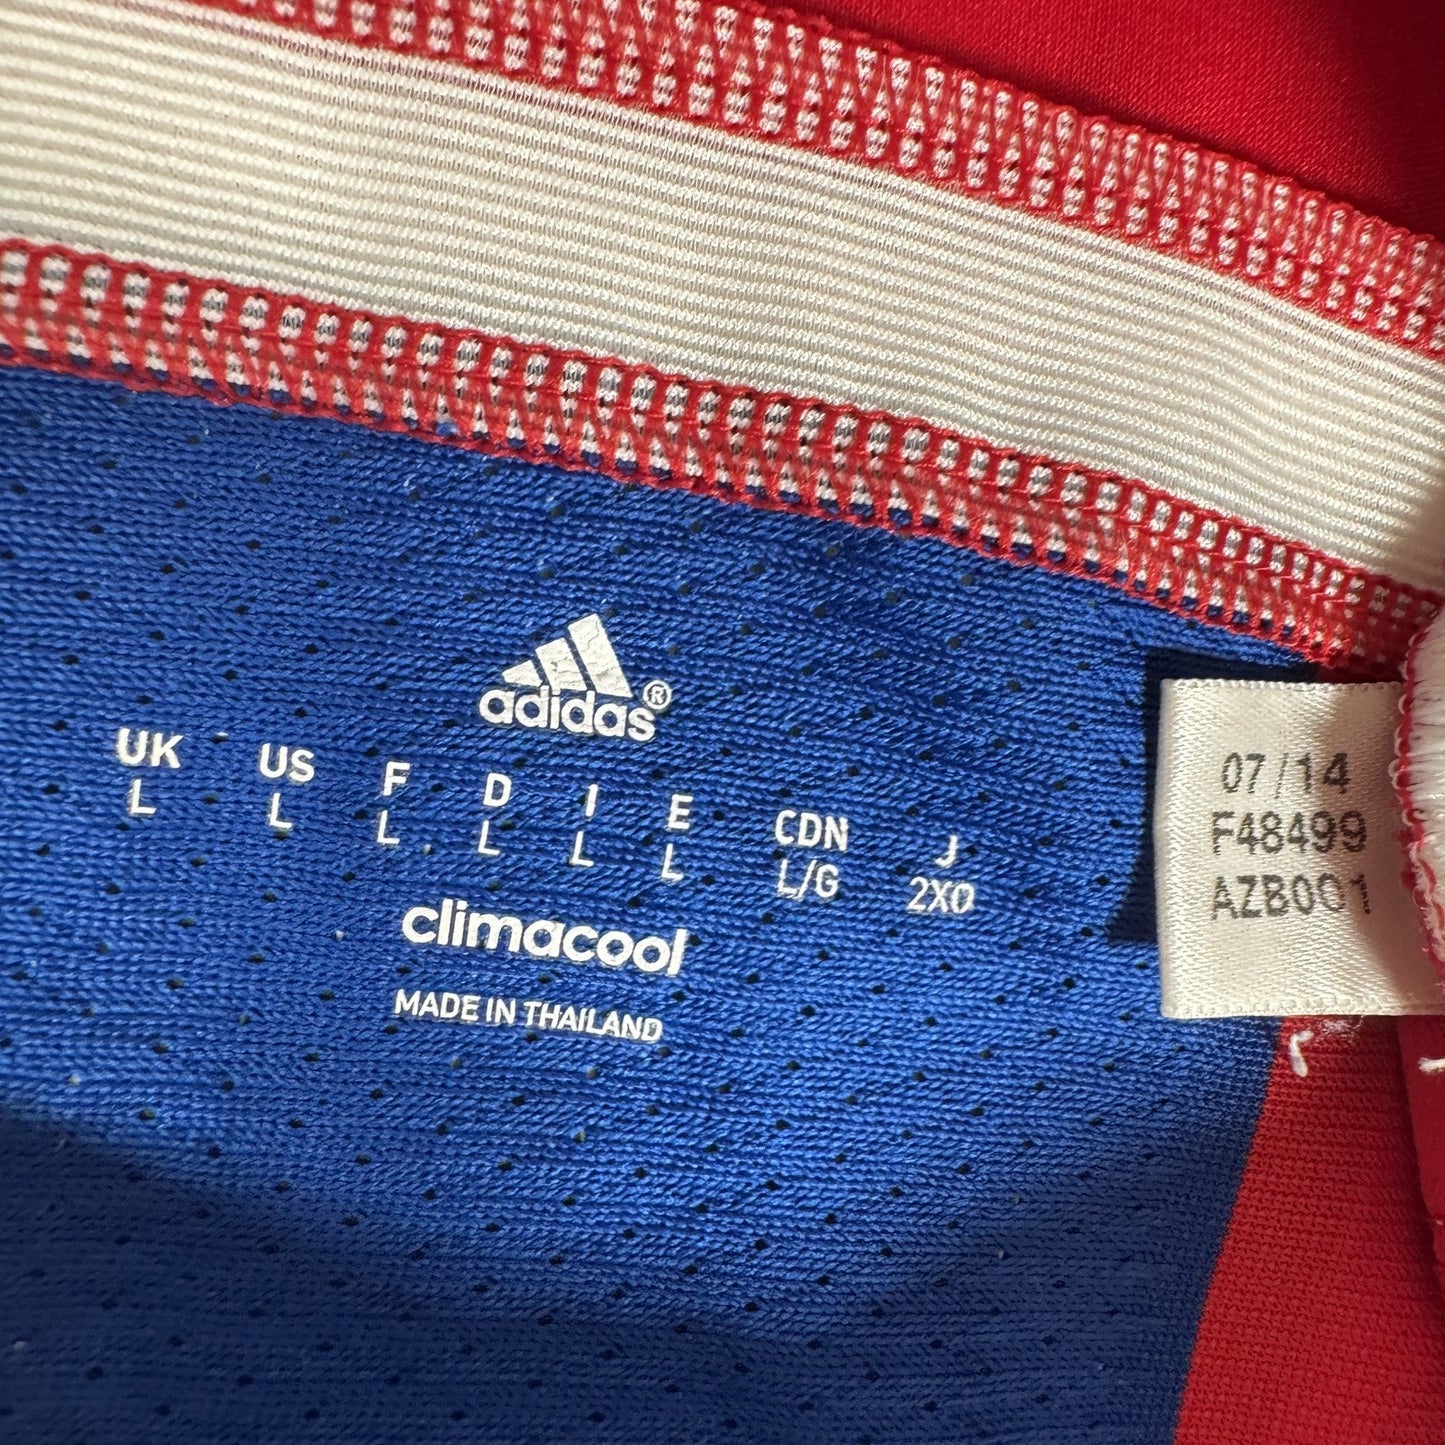 adidas®
UK US F D I E CDN J
L L L L L L L/G 2XO
climacool
MADE IN THAILAND
07/14
F48499
AZB001